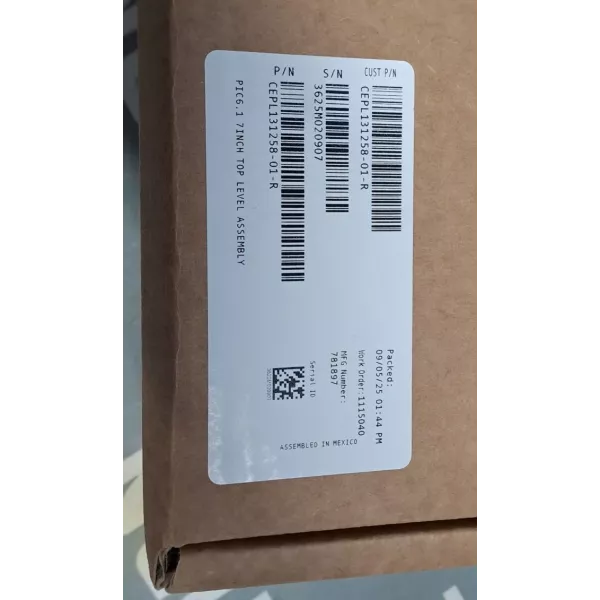 CUST P/N
CEPL131258-01-R
S/N
3625M020907
P/N
CEPL131258-01-R
PIC6.1 7INCH TOP LEVEL ASSEMBLY
Packed:
09/05/25 01:44 PM
Work Order:1115040
MFG Number:
781897
Serial ID
ASSEMBLED IN MEXICO